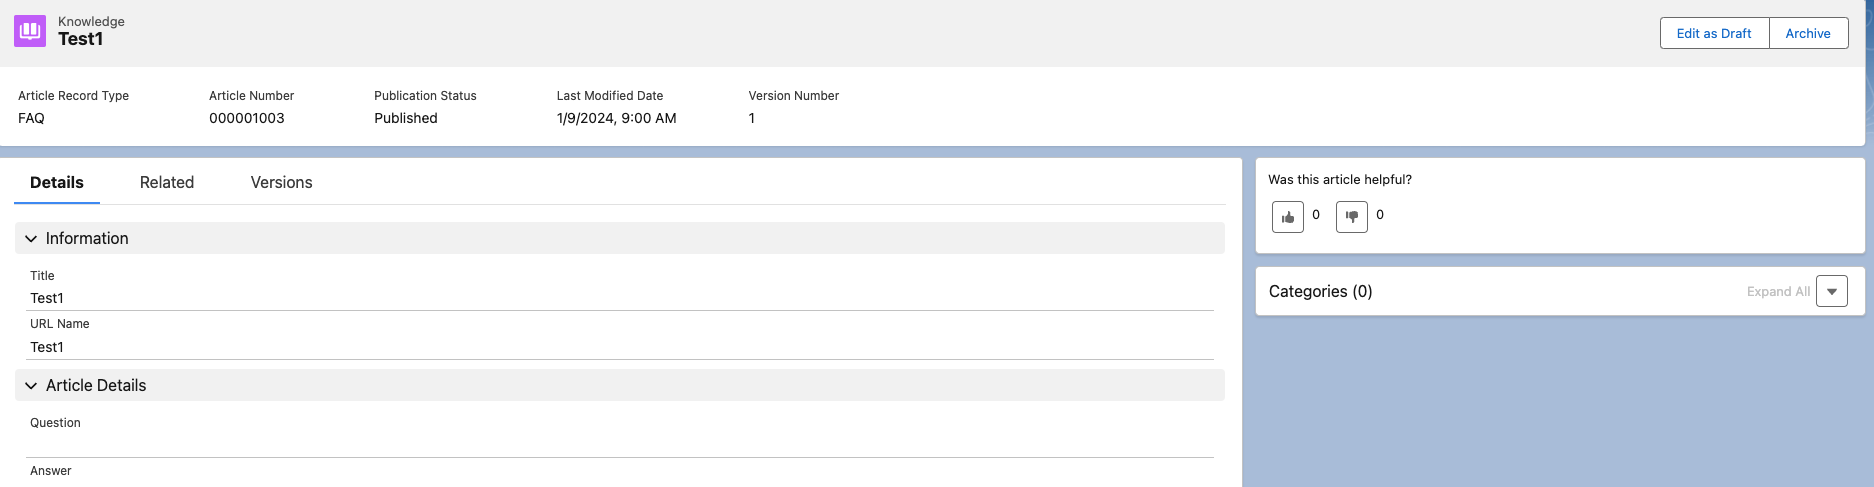 Knowledge
Test1
Edit as Draft
Archive
Article Record Type
Article Number
Publication Status
Last Modified Date
Version Number
FAQ
000001003
Published
1/9/2024, 9:00 AM
1
Details
Related
Versions
Information
Title
Test1
URL Name
Test1
Article Details
Question
Answer
Was this article helpful?
0
0
Categories (0)
Expand All